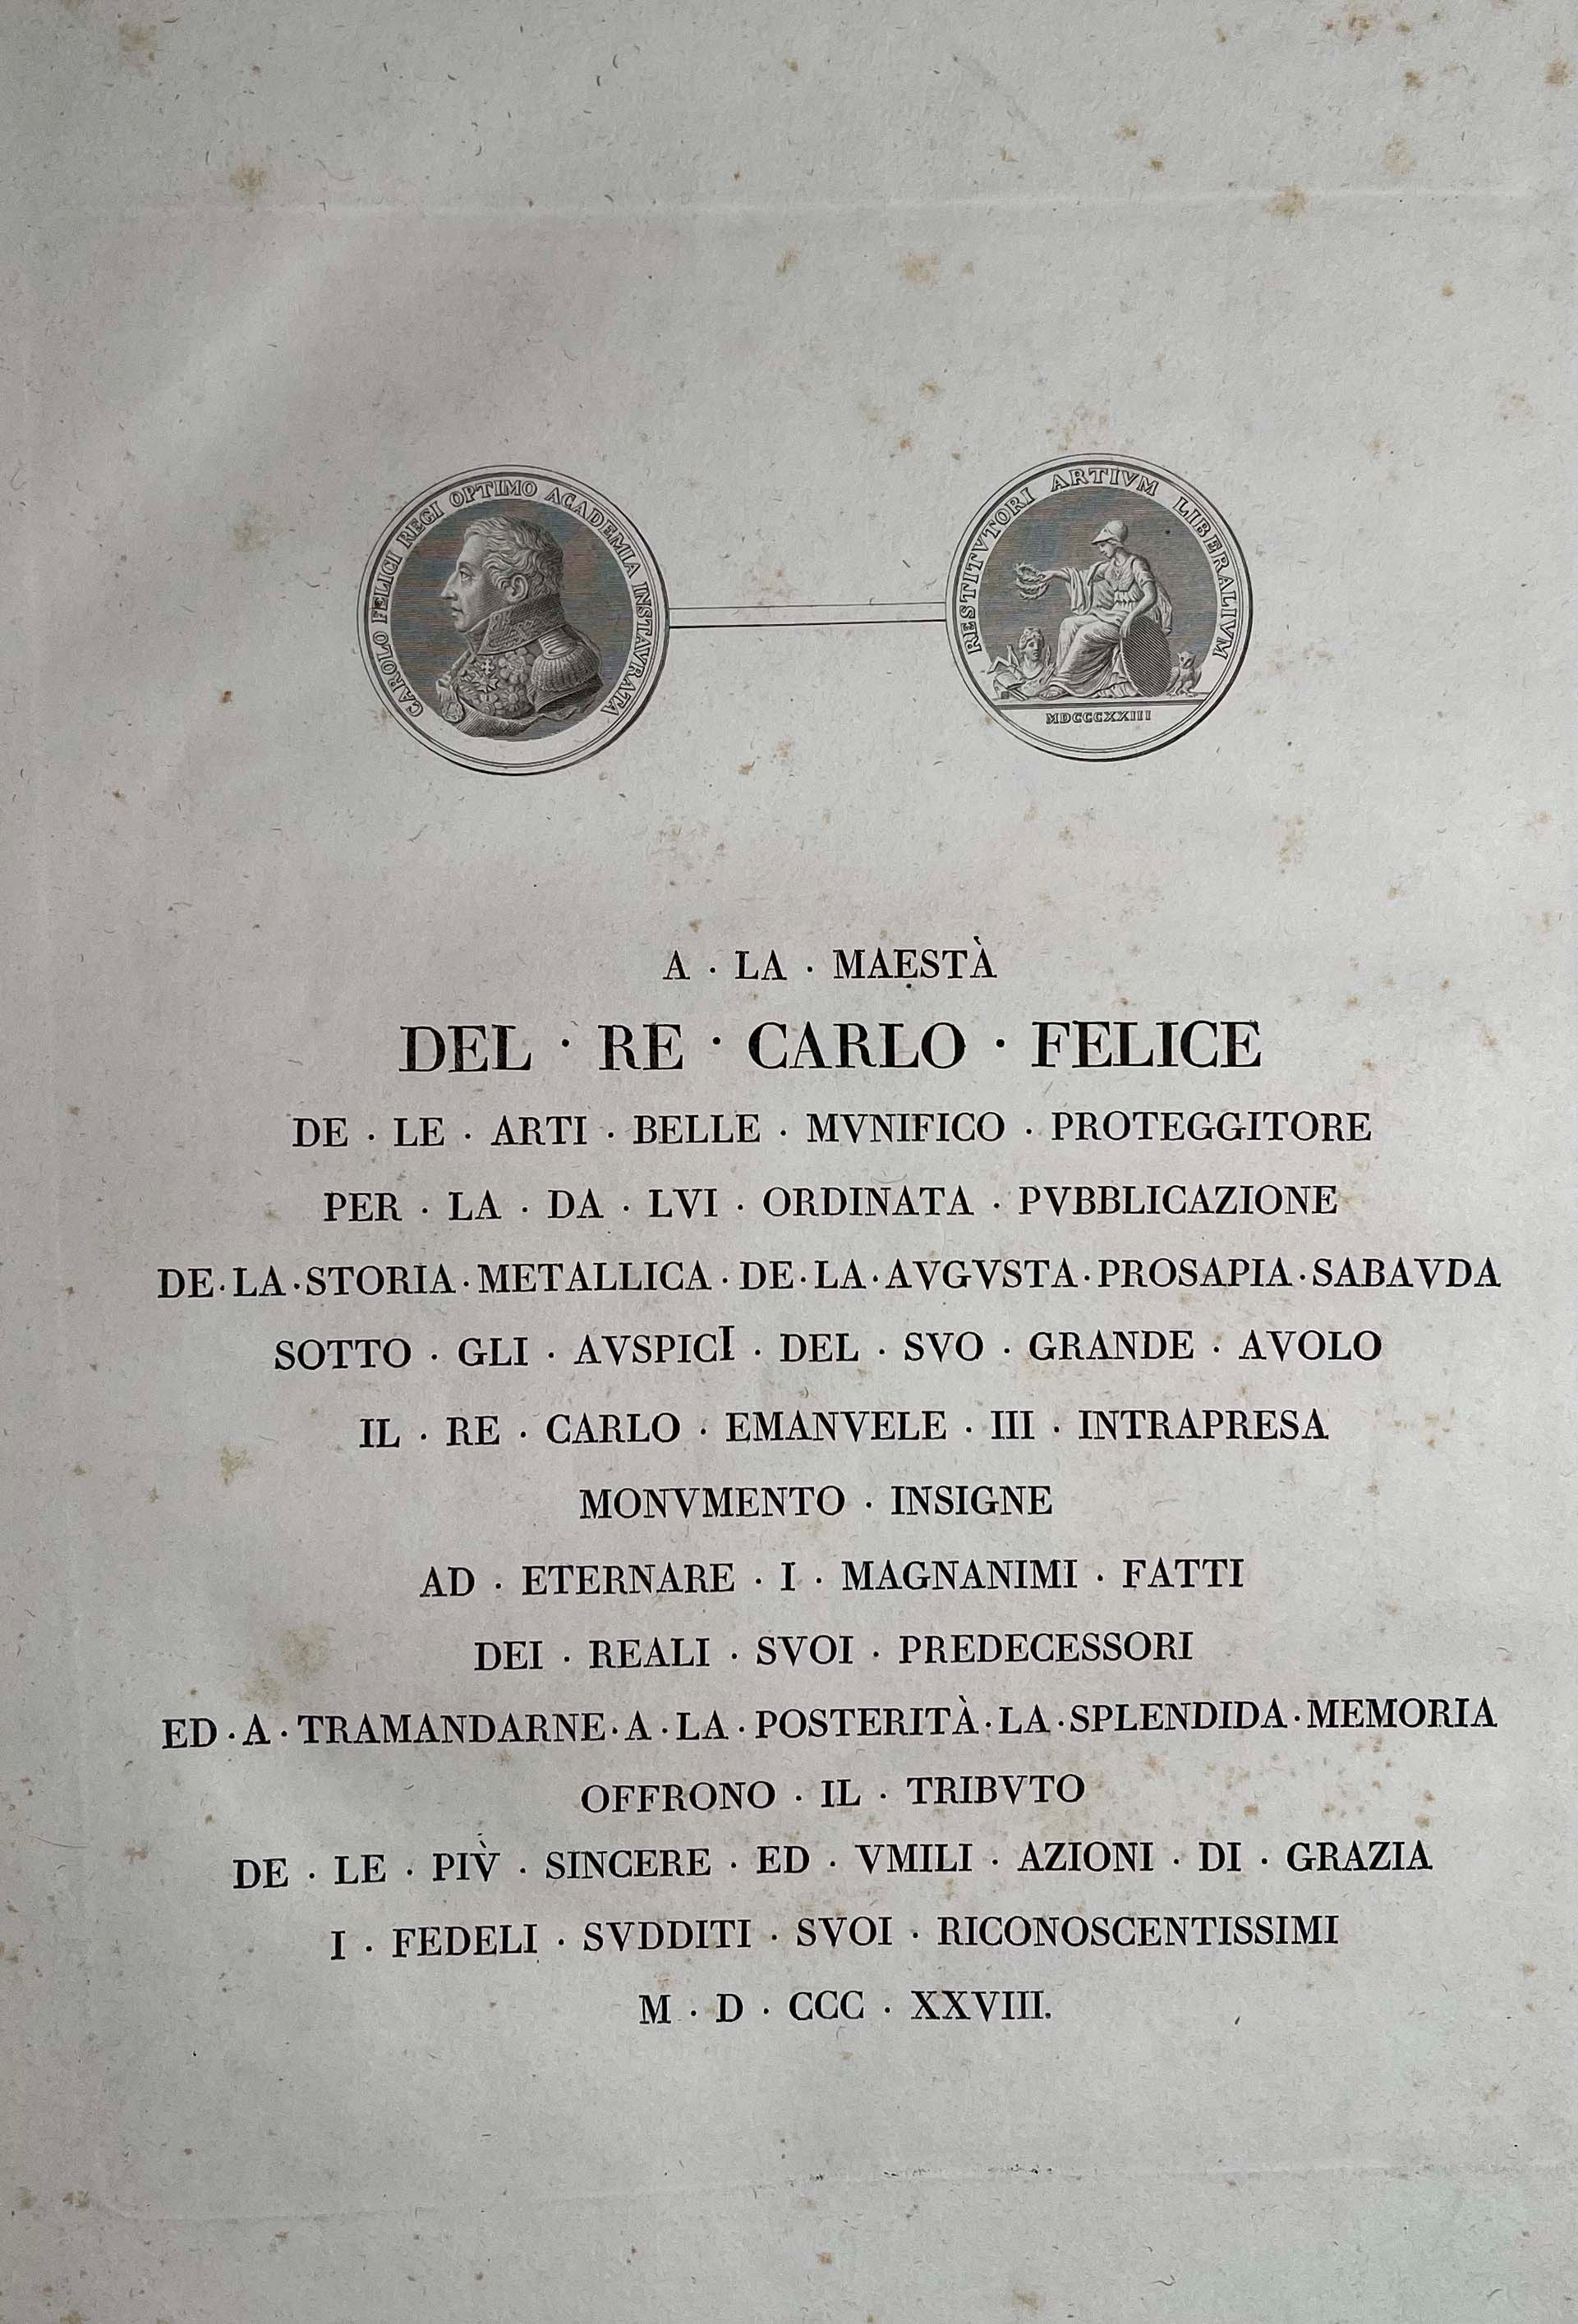 CAROLO FELICI REGI OPTIMO ACADEMIA INSTAVRATA
RESTITVTORI ARTIVM LIBERALIVM
MDCCCXXIII
A · LA · MAESTÀ
DEL · RE · CARLO · FELICE
DE · LE · ARTI · BELLE · MVNIFICO · PROTEGGITORE
PER · LA · DA · LVI · ORDINATA · PVBBLICAZIONE
DE · LA · STORIA · METALLICA · DE · LA · AVGVSTA · PROSAPIA · SABAVDA
SOTTO · GLI · AVSPICI · DEL · SVO · GRANDE · AVOLO
IL · RE · CARLO · EMANVELE · III · INTRAPRESA
MONVMENTO · INSIGNE
AD · ETERNARE · I · MAGNANIMI · FATTI
DEI · REALI · SVOI · PREDECESSORI
ED · A · TRAMANDARNE · A · LA · POSTERITÀ · LA · SPLENDIDA · MEMORIA
OFFRONO · IL · TRIBVTO
DE · LE · PIV̀ · SINCERE · ED · VMILI · AZIONI · DI · GRAZIA
I · FEDELI · SVDDITI · SVOI · RICONOSCENTISSIMI
M · D · CCC · XXVIII.